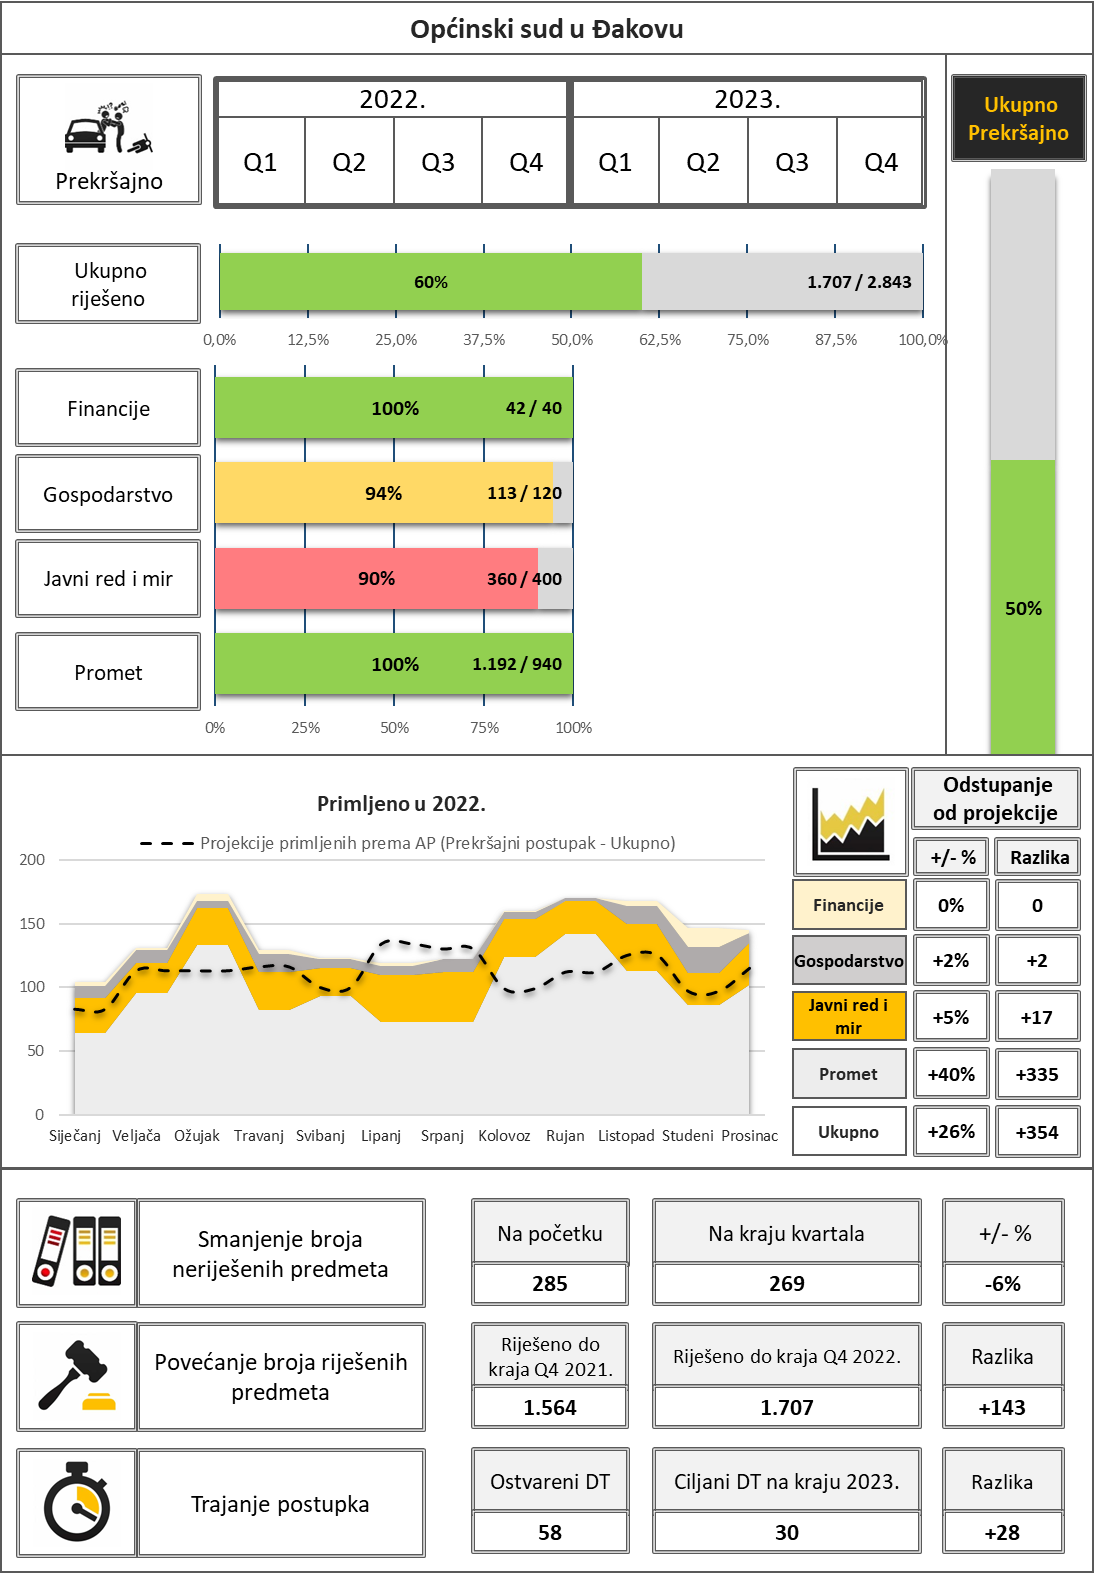 Općinski sud u Đakovu
Prekršajno
2022.
2023.
Q1 Q2 Q3 Q4 Q1 Q2 Q3 Q4
Ukupno
Prekršajno
Ukupno
riješeno
60%
1.707 / 2.843
0,0% 12,5% 25,0% 37,5% 50,0% 62,5% 75,0% 87,5% 100,0%
Financije
100%
42 / 40
Gospodarstvo
94%
113 / 120
Javni red i mir
90%
360 / 400
Promet
100%
1.192 / 940
0% 25% 50% 75% 100%
50%
Primljeno u 2022.
Projekcije primljenih prema AP (Prekršajni postupak - Ukupno)
200
150
100
50
0
Siječanj Veljača Ožujak Travanj Svibanj Lipanj Srpanj Kolovoz Rujan Listopad Studeni Prosinac
Odstupanje
od projekcije
+/- % Razlika
Financije 0% 0
Gospodarstvo +2% +2
Javni red i
mir
+5% +17
Promet +40% +335
Ukupno +26% +354
Smanjenje broja
neriješenih predmeta
Na početku Na kraju kvartala +/- %
285 269 -6%
Povećanje broja riješenih
predmeta
Riješeno do
kraja Q4 2021.
Riješeno do kraja Q4 2022.
Razlika
1.564 1.707 +143
Trajanje postupka
Ostvareni DT Ciljani DT na kraju 2023. Razlika
58 30 +28